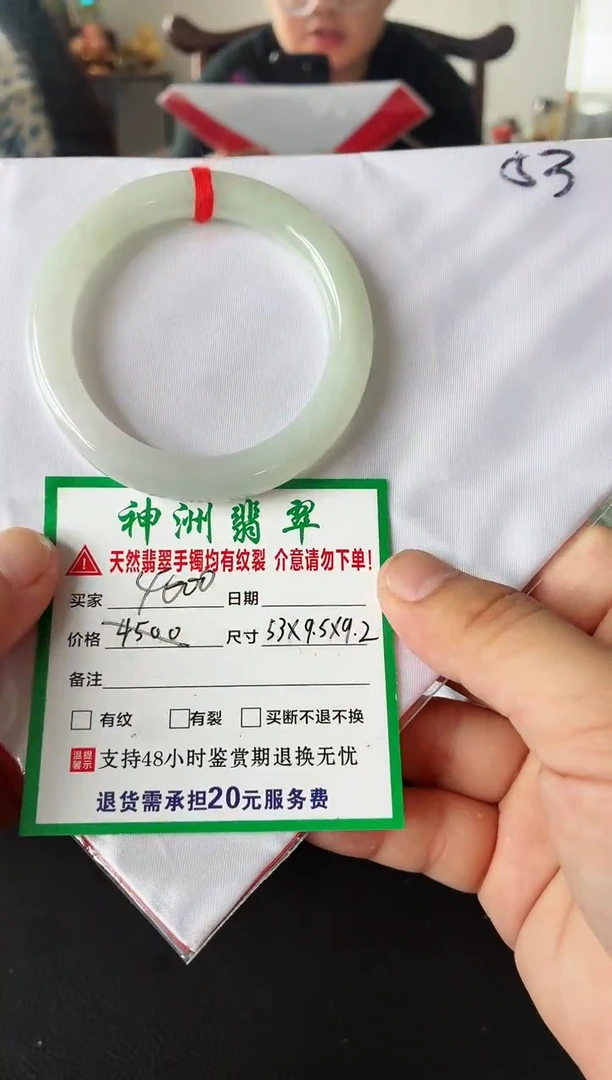 53
神洲翡翠
天然翡翠手镯均有纹裂 介意请勿下单!
买家 4600 日期
价格 4500 尺寸 53X9.5X9.2
备注
有纹 有裂 买断不退不换
温馨提示 支持48小时鉴赏期退换无忧
退货需承担20元服务费